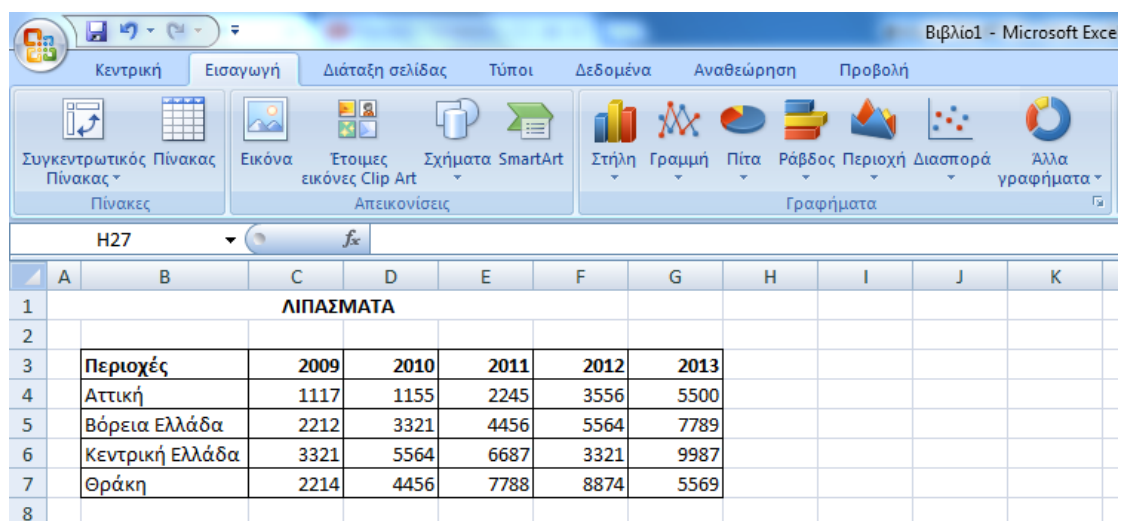 Βιβλίο1 - Microsoft Exce
Κεντρική Εισαγωγή Διάταξη σελίδας Τύποι Δεδομένα Αναθεώρηση Προβολή
Συγκεντρωτικός Πίνακας Εικόνα Έτοιμες Σχήματα SmartArt Στήλη Γραμμή Πίτα Ράβδος Περιοχή Διασπορά Άλλα
Πίνακας εικόνες Clip Art γραφήματα
Πίνακες Απεικονίσεις Γραφήματα
H27 fx
A B C D E F G H I J K
1 ΛΙΠΑΣΜΑΤΑ
2
3 Περιοχές 2009 2010 2011 2012 2013
4 Αττική 1117 1155 2245 3556 5500
5 Βόρεια Ελλάδα 2212 3321 4456 5564 7789
6 Κεντρική Ελλάδα 3321 5564 6687 3321 9987
7 Θράκη 2214 4456 7788 8874 5569
8